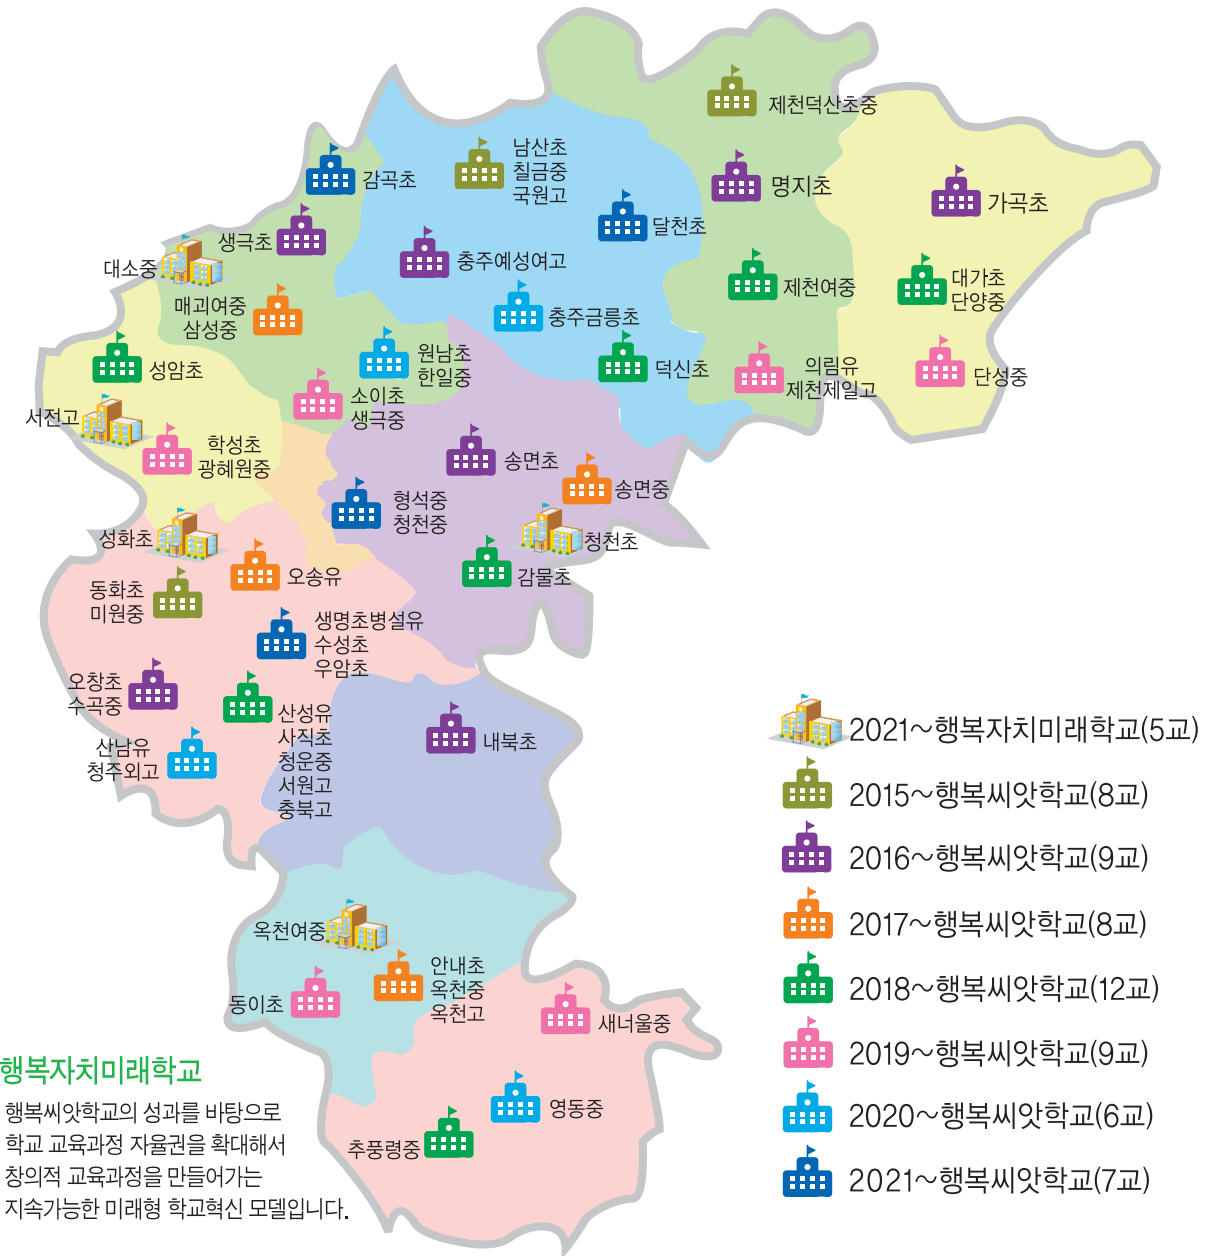 제천덕산초중
남산초
칠금중
국원고
감곡초
명지초
가곡초
달천초
생극초
충주예성여고
대소중
제천여중
대가초
단양중
매괴여중
삼성중
충주금릉초
원남초
한일중
성암초
덕신초
의림유
제천제일고
단성중
소이초
생극중
서전고
학성초
광혜원중
송면초
송면중
형석중
청천중
성화초
청천초
오송유
감물초
동화초
미원중
생명초병설유
수성초
우암초
오창초
수곡중
산성유
사직초
청운중
서원고
충북고
산남유
청주외고
내북초
2021~행복자치미래학교(5교)
2015~행복씨앗학교(8교)
2016~행복씨앗학교(9교)
2017~행복씨앗학교(8교)
2018~행복씨앗학교(12교)
2019~행복씨앗학교(9교)
2020~행복씨앗학교(6교)
2021~행복씨앗학교(7교)
옥천여중
안내초
옥천중
옥천고
동이초
새너울중
영동중
추풍령중
행복자치미래학교
행복씨앗학교의 성과를 바탕으로
학교 교육과정 자율권을 확대해서
창의적 교육과정을 만들어가는
지속가능한 미래형 학교혁신 모델입니다.